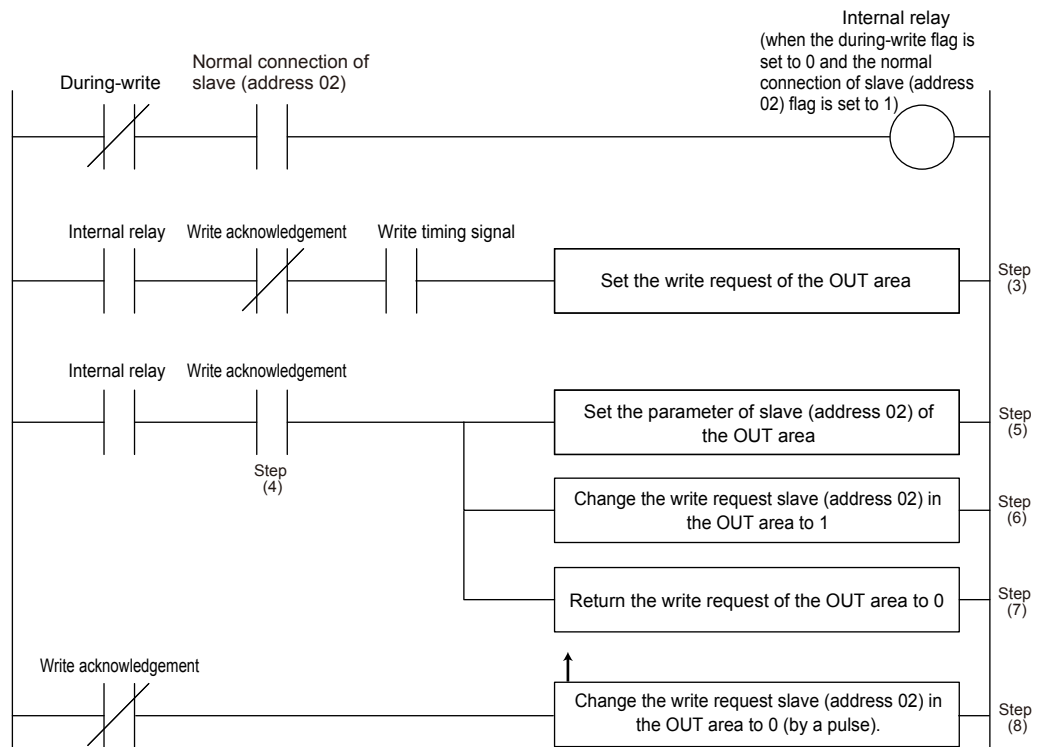 Internal relay
(when the during-write flag is
set to 0 and the normal
connection of slave (address
02) flag is set to 1)
During-write
Normal connection of
slave (address 02)
Internal relay
Write acknowledgement
Write timing signal
Set the write request of the OUT area
Step
(3)
Internal relay
Write acknowledgement
Step
(4)
Set the parameter of slave (address 02) of
the OUT area
Step
(5)
Change the write request slave (address 02) in
the OUT area to 1
Step
(6)
Return the write request of the OUT area to 0
Step
(7)
Write acknowledgement
Change the write request slave (address 02) in
the OUT area to 0 (by a pulse).
Step
(8)